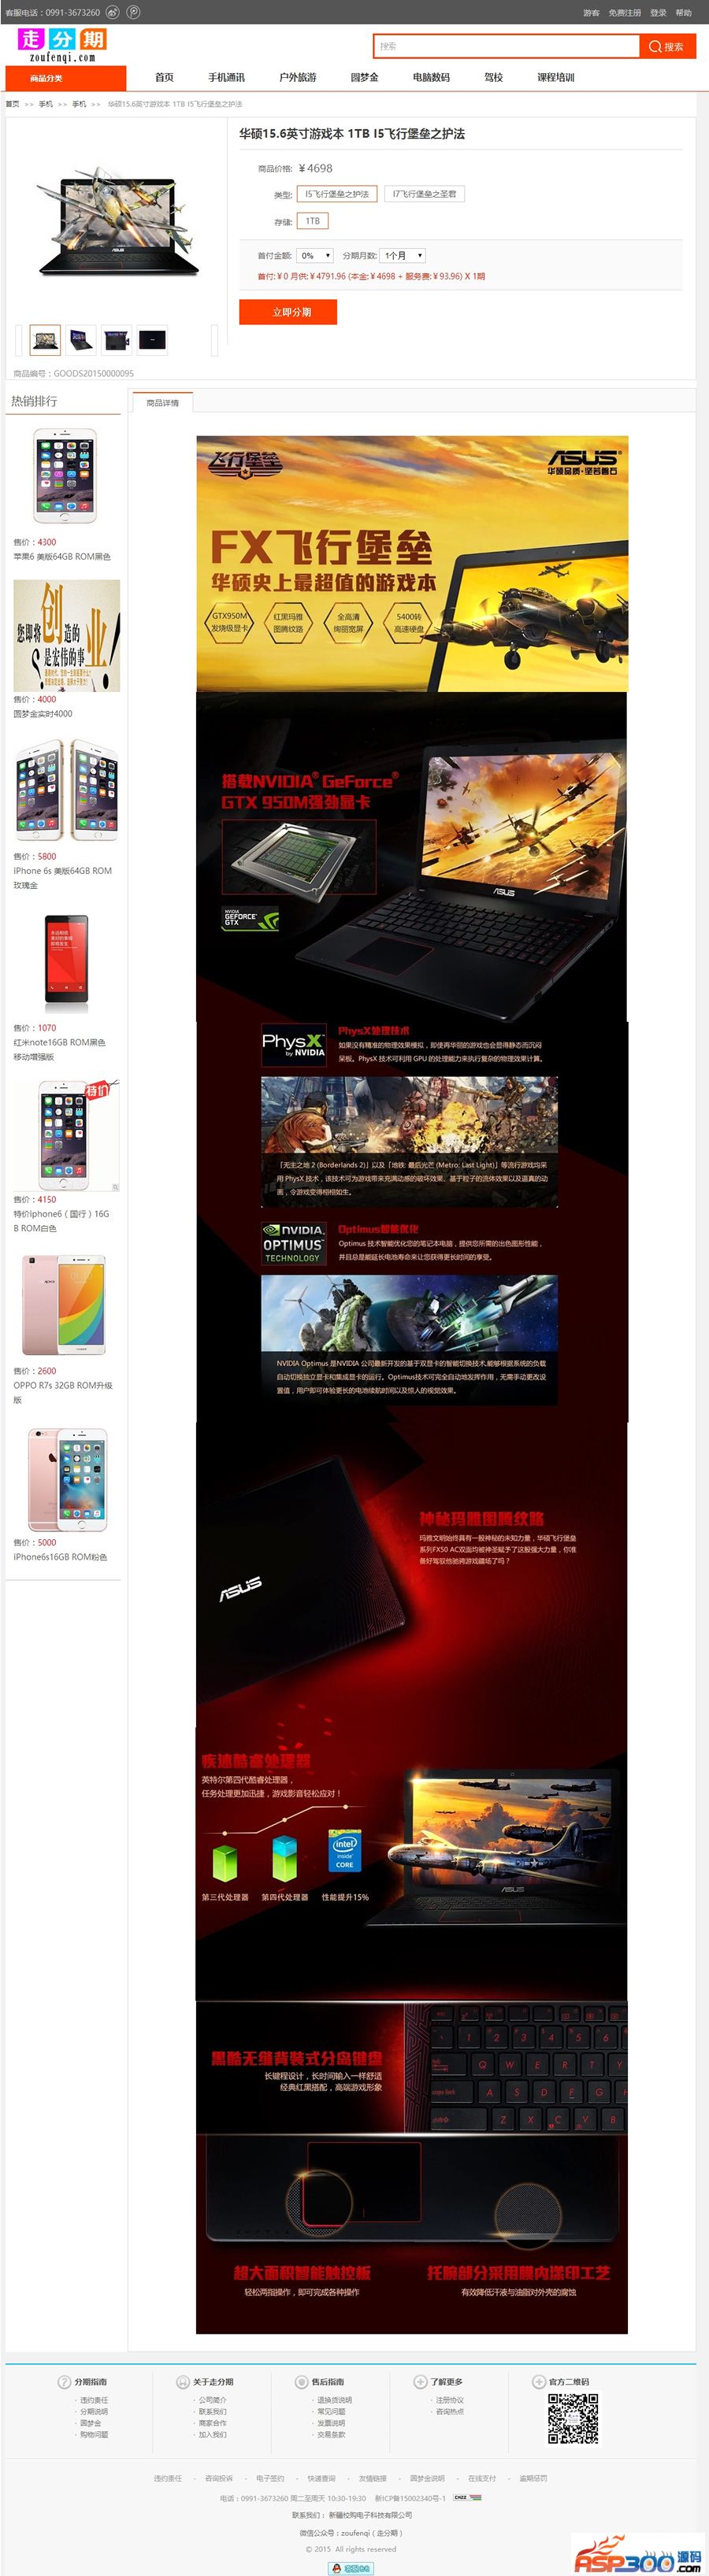 客服电话：0991-3673260
游客 免费注册 登录 帮助
走分期
zoufenqi.com
搜索
搜索
商品分类
首页 手机通讯 户外旅游 圆梦金 电脑数码 驾校 课程培训
首页 >> 手机 >> 手机 >> 华硕15.6英寸游戏本 1TB I5飞行堡垒之护法
华硕15.6英寸游戏本 1TB I5飞行堡垒之护法
商品价格: ￥4698
类型: I5飞行堡垒之护法 I7飞行堡垒之圣君
存储: 1TB
首付金额: 0% 分期月数: 1个月
首付:￥0 月供:￥4791.96 (本金:￥4698 + 服务费:￥93.96) X 1期
立即分期
商品编号：GOODS20150000095
热销排行
售价：4300
苹果6 美版64GB ROM黑色
您即将创造的
是宏伟的事业！
售价：4000
圆梦金实时4000
售价：5800
iPhone 6s 美版64GB ROM
玫瑰金
售价：1070
红米note16GB ROM黑色
移动增强版
特价
售价：4150
特价iphone6（国行）16G
B ROM白色
售价：2600
OPPO R7s 32GB ROM升级
版
售价：5000
iPhone6s16GB ROM粉色
商品详情
飞行堡垒
ASUS
华硕品质·坚若磐石
FX飞行堡垒
华硕史上最超值的游戏本
GTX950M
发烧级显卡
红黑玛雅
图腾纹路
全高清
绚丽宽屏
5400转
高速硬盘
搭载NVIDIA® GeForce®
GTX 950M强劲显卡
ASUS
NVIDIA
GEFORCE
GTX
PhysX
by NVIDIA
PhysX处理技术
如果没有精准的物理效果模拟，即使再华丽的游戏也会显得静态而沉闷
呆板。PhysX 技术可利用 GPU 的处理能力来执行复杂的物理效果计算。
「无主之地 2 (Borderlands 2)」以及「地铁: 最后光芒 (Metro: Last Light)」等流行游戏均采
用 PhysX 技术，该技术可为游戏带来充满动感的破坏效果、基于粒子的流体效果以及逼真的动
画，令游戏变得栩栩如生。
NVIDIA
OPTIMUS
TECHNOLOGY
Optimus智能优化
Optimus 技术智能优化您的笔记本电脑，提供您所需的出色图形性能，
并且总是能延长电池寿命来让您获得更长时间的享受。
NVIDIA Optimus 是NVIDIA 公司最新开发的基于双显卡的智能切换技术,能够根据系统的负载
自动切换独立显卡和集成显卡的运行。Optimus技术可完全自动地发挥作用，无需手动更改设
置值，用户即可体验更长的电池续航时间以及惊人的视觉效果。
神秘玛雅图腾纹路
玛雅文明始终具有一股神秘的未知力量，华硕飞行堡垒
系列FX50 AC双面均被神圣赋予了这股强大力量，你准
备好驾驭他驰骋游戏疆场了吗？
ASUS
疾速酷睿处理器
英特尔第四代酷睿处理器，
任务处理更加迅捷，游戏影音轻松应对！
intel
inside
CORE
第三代处理器 第四代处理器 性能提升15%
ASUS
黑酷无缝背装式分岛键盘
长键程设计，长时间输入一样舒适
经典红黑搭配，高端游戏形象
超大面积智能触控板
轻松两指操作，即可完成各种操作
托腕部分采用膜内递印工艺
有效降低汗液与油脂对外壳的腐蚀
分期指南 关于走分期 售后指南 了解更多 官方二维码
· 违约责任 · 公司简介 · 退换货说明 · 注册协议
· 分期说明 · 联系我们 · 常见问题 · 咨询热点
· 圆梦金 · 商家合作 · 发票说明
· 购物问题 · 加入我们 · 交易条款
违约责任 - 咨询投诉 - 电子签约 - 快递查询 - 友情链接 - 圆梦金说明 - 在线支付 - 逾期惩罚
电话：0991-3673260 周二至周天 10:30-19:30 新ICP备15002340号-1
联系我们： 新疆校购电子科技有限公司
微信公众号：zoufenqi（走分期）
© 2015 All rights reserved
ASP300源码
.com